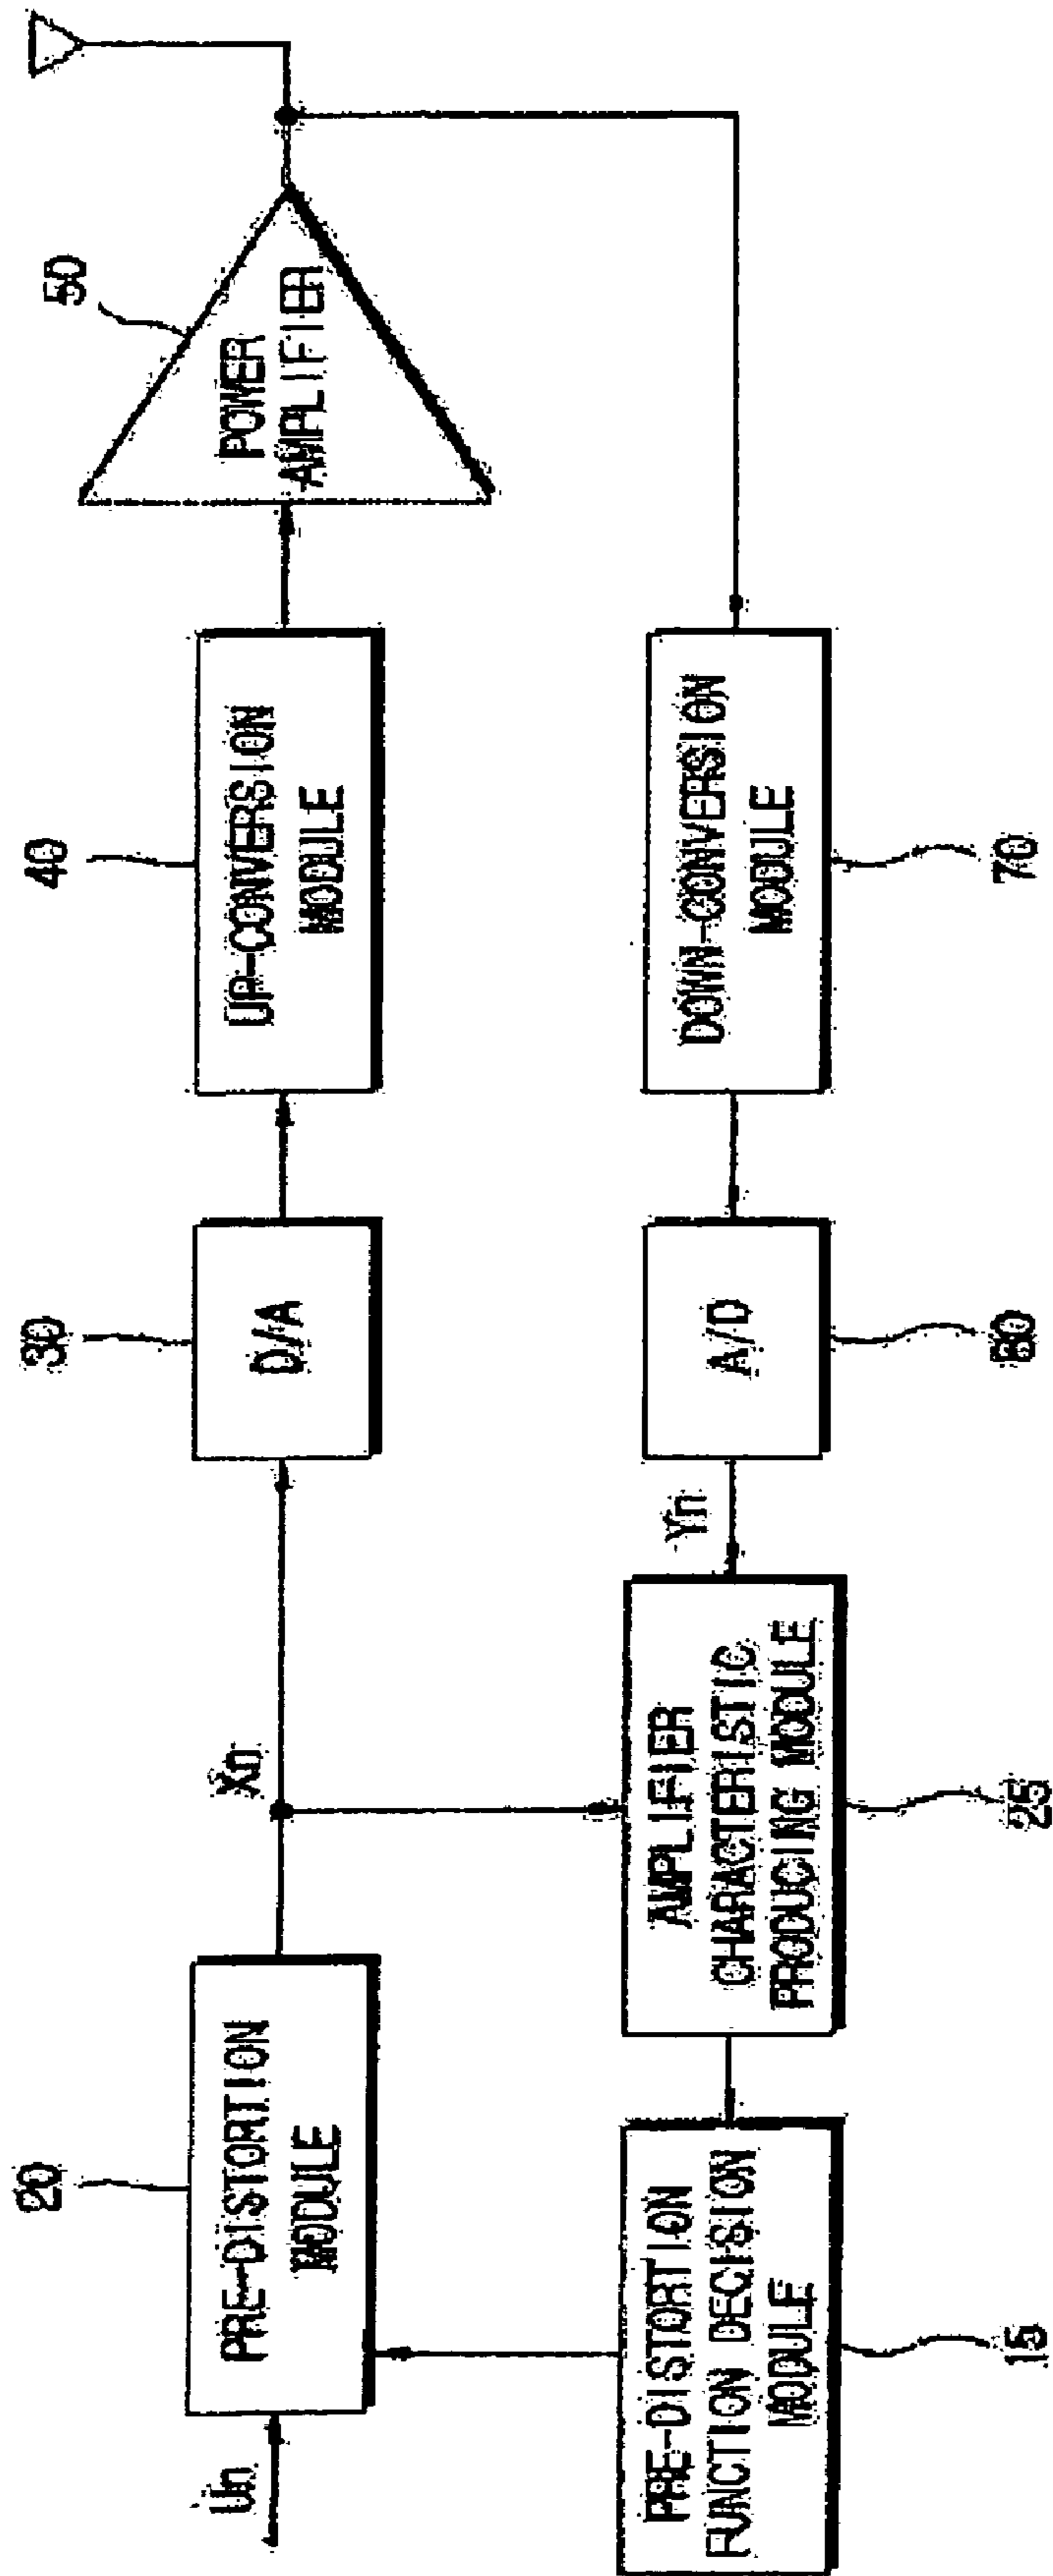 Un
20
PRE-DISTORTION
MODULE
Xn
30
D/A
40
UP-CONVERSION
MODULE
50
POWER
AMPLIFIER
15
PRE-DISTORTION
FUNCTION DECISION
MODULE
25
AMPLIFIER
CHARACTERISTIC
PRODUCING MODULE
Yn
A/D
70
DOWN-CONVERSION
MODULE